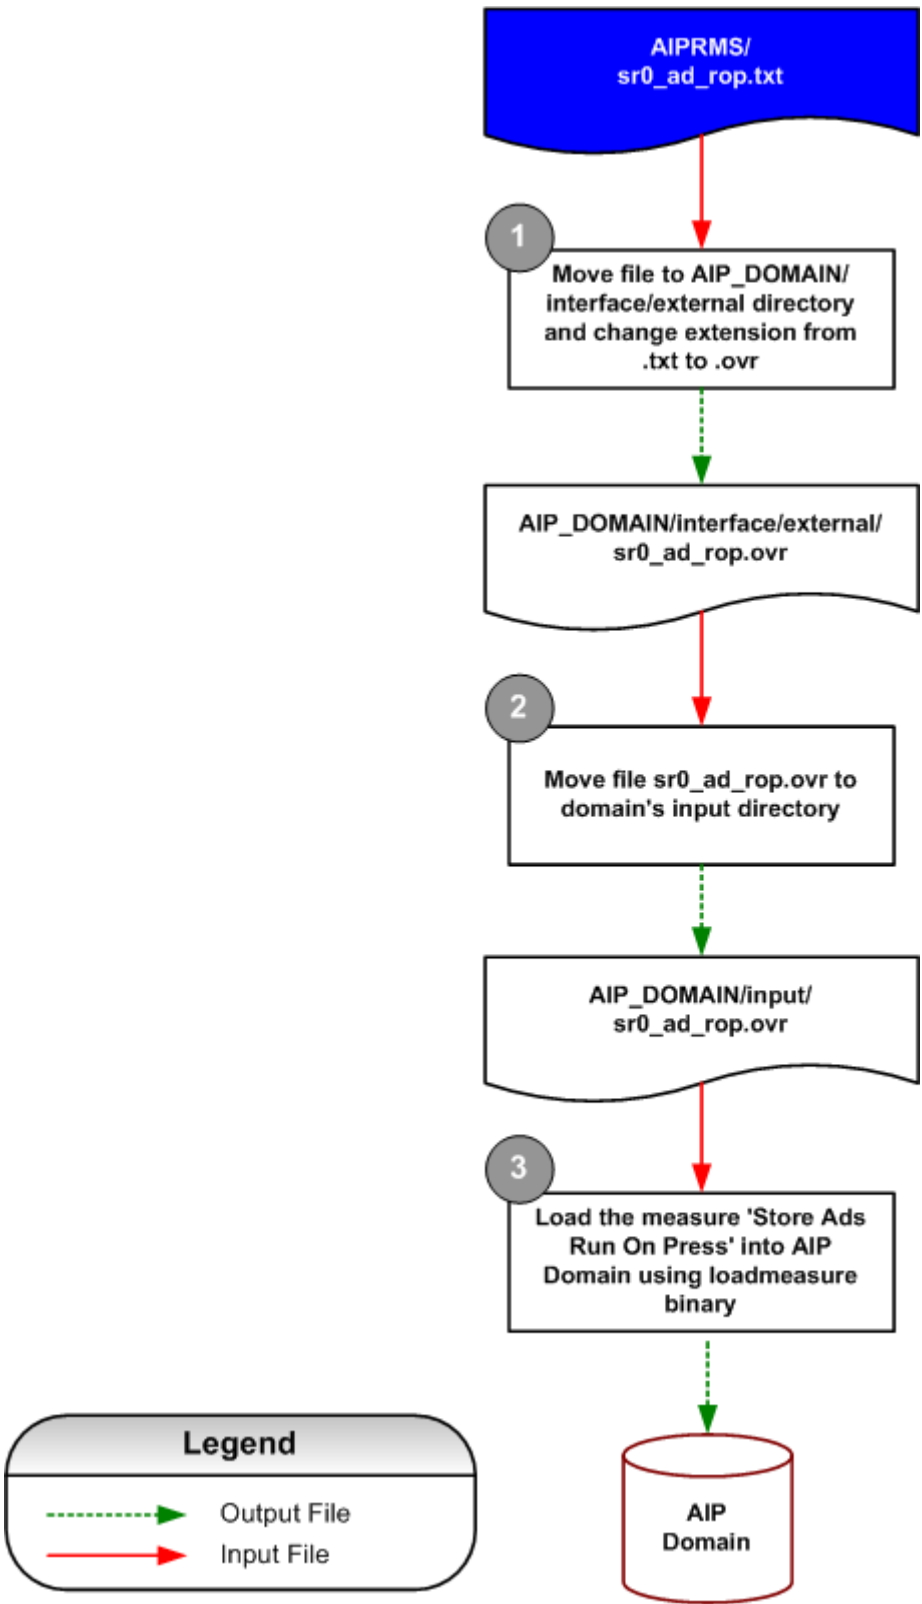 AIPRMS/
sr0_ad_rop.txt
1
Move file to AIP_DOMAIN/
interface/external directory
and change extension from
.txt to .ovr
AIP_DOMAIN/interface/external/
sr0_ad_rop.ovr
2
Move file sr0_ad_rop.ovr to
domain's input directory
AIP_DOMAIN/input/
sr0_ad_rop.ovr
3
Load the measure 'Store Ads
Run On Press' into AIP
Domain using loadmeasure
binary
AIP
Domain
Legend
Output File
Input File